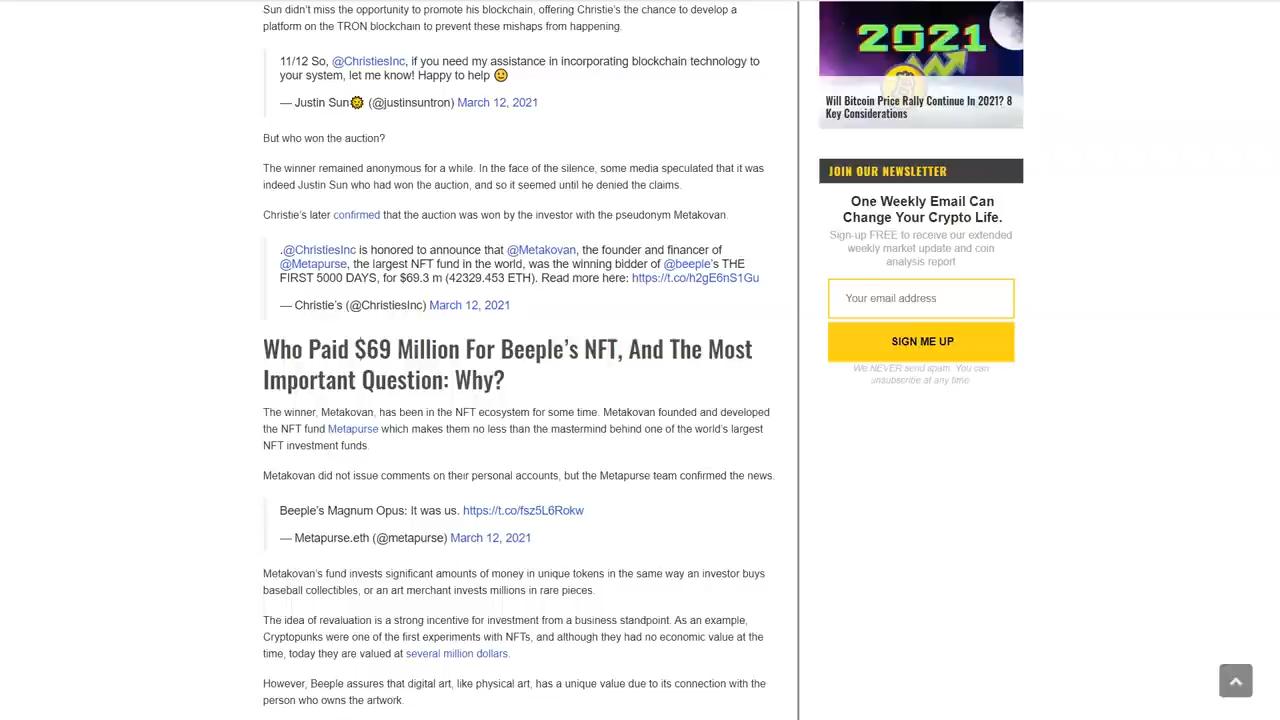 Sun didn’t miss the opportunity to promote his blockchain, offering Christie’s the chance to develop a
platform on the TRON blockchain to prevent these mishaps from happening.
11/12 So, @ChristiesInc, if you need my assistance in incorporating blockchain technology to
your system, let me know! Happy to help 🙂
— Justin Sun🌞 (@justinsuntron) March 12, 2021
But who won the auction?
The winner remained anonymous for a while. In the face of the silence, some media speculated that it was
indeed Justin Sun who had won the auction, and so it seemed until he denied the claims.
Christie’s later confirmed that the auction was won by the investor with the pseudonym Metakovan.
.@ChristiesInc is honored to announce that @Metakovan, the founder and financer of
@Metapurse, the largest NFT fund in the world, was the winning bidder of @beeple’s THE
FIRST 5000 DAYS, for $69.3 m (42329.453 ETH). Read more here: https://t.co/h2gE6nS1Gu
— Christie’s (@ChristiesInc) March 12, 2021
Who Paid $69 Million For Beeple’s NFT, And The Most
Important Question: Why?
The winner, Metakovan, has been in the NFT ecosystem for some time. Metakovan founded and developed
the NFT fund Metapurse which makes them no less than the mastermind behind one of the world’s largest
NFT investment funds.
Metakovan did not issue comments on their personal accounts, but the Metapurse team confirmed the news.
Beeple’s Magnum Opus: It was us. https://t.co/fsz5L6Rokw
— Metapurse.eth (@metapurse) March 12, 2021
Metakovan’s fund invests significant amounts of money in unique tokens in the same way an investor buys
baseball collectibles, or an art merchant invests millions in rare pieces.
The idea of revaluation is a strong incentive for investment from a business standpoint. As an example,
Cryptopunks were one of the first experiments with NFTs, and although they had no economic value at the
time, today they are valued at several million dollars.
However, Beeple assures that digital art, like physical art, has a unique value due to its connection with the
person who owns the artwork.
2021
Will Bitcoin Price Rally Continue In 2021? 8
Key Considerations
JOIN OUR NEWSLETTER
One Weekly Email Can
Change Your Crypto Life.
Sign-up FREE to receive our extended
weekly market update and coin
analysis report
Your email address
SIGN ME UP
We NEVER send spam. You can
unsubscribe at any time